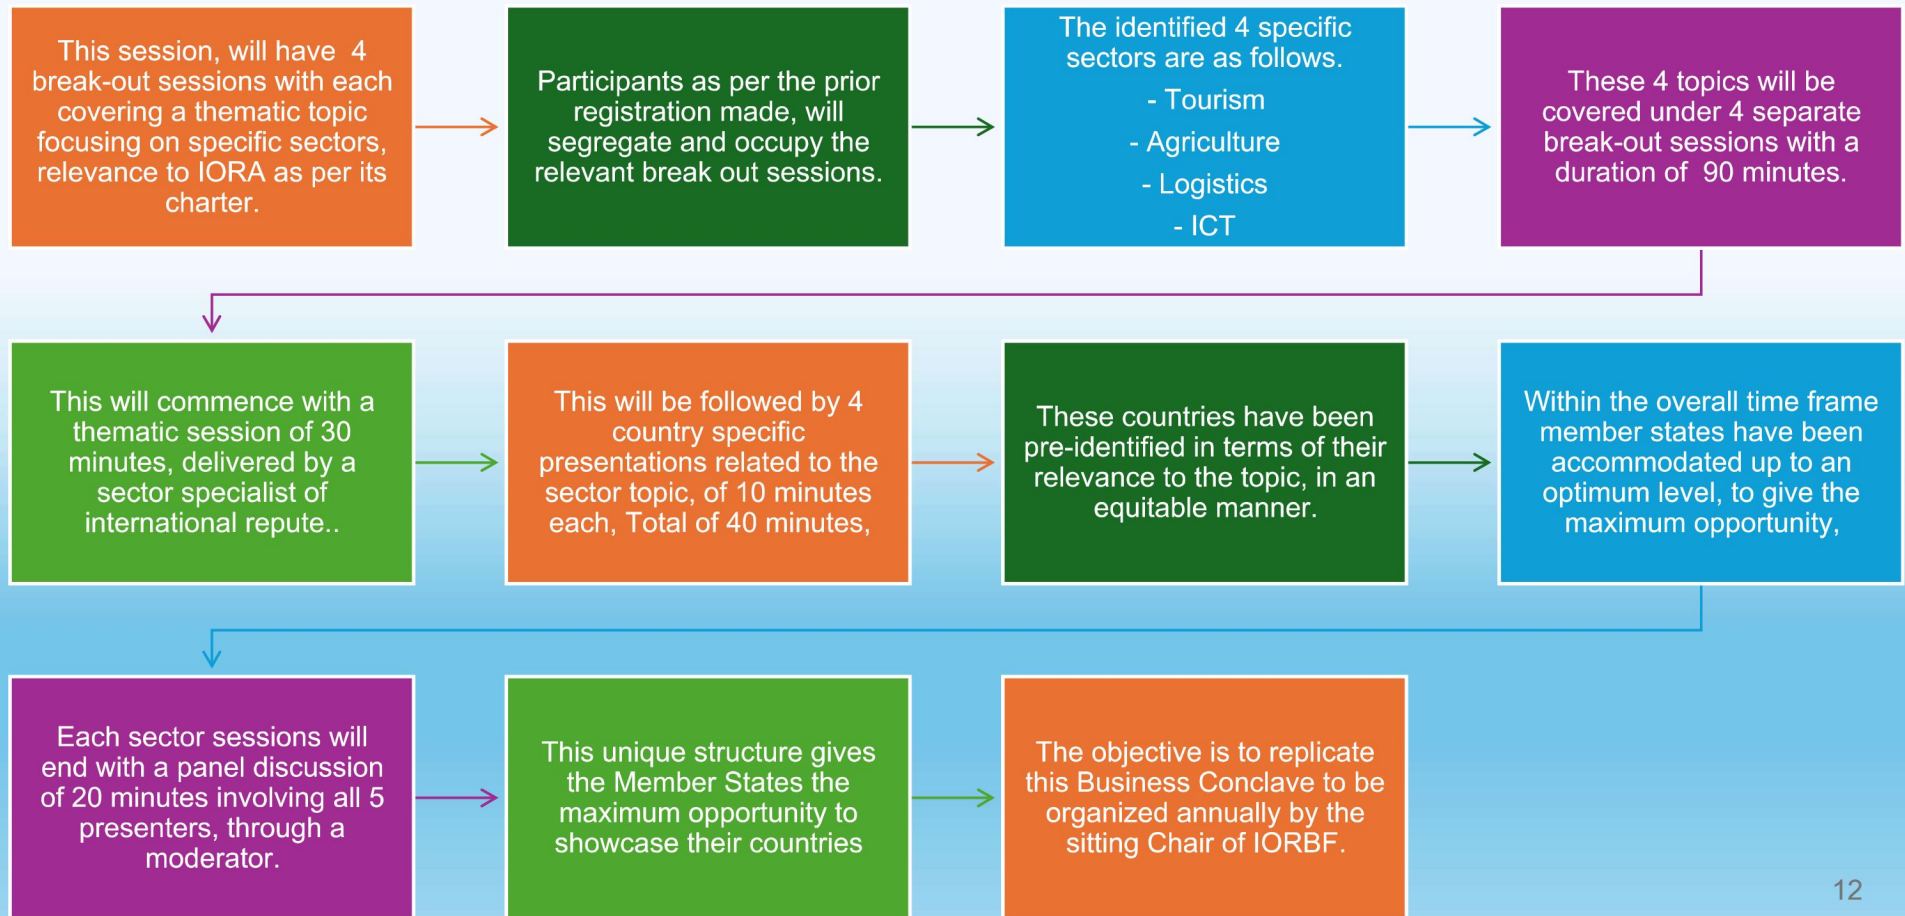 This session, will have 4
break-out sessions with each
covering a thematic topic
focusing on specific sectors,
relevance to IORA as per its
charter.
Participants as per the prior
registration made, will
segregate and occupy the
relevant break out sessions.
The identified 4 specific
sectors are as follows.
- Tourism
- Agriculture
- Logistics
- ICT
These 4 topics will be
covered under 4 separate
break-out sessions with a
duration of 90 minutes.
This will commence with a
thematic session of 30
minutes, delivered by a
sector specialist of
international repute..
This will be followed by 4
country specific
presentations related to the
sector topic, of 10 minutes
each, Total of 40 minutes,
These countries have been
pre-identified in terms of their
relevance to the topic, in an
equitable manner.
Within the overall time frame
member states have been
accommodated up to an
optimum level, to give the
maximum opportunity,
Each sector sessions will
end with a panel discussion
of 20 minutes involving all 5
presenters, through a
moderator.
This unique structure gives
the Member States the
maximum opportunity to
showcase their countries
The objective is to replicate
this Business Conclave to be
organized annually by the
sitting Chair of IORBF.
12